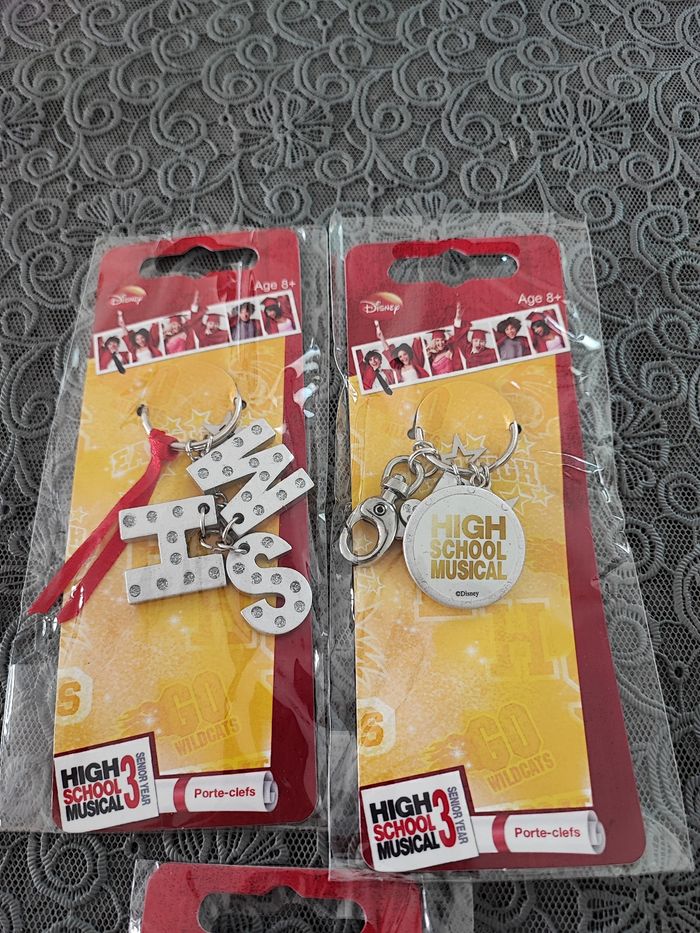 Disney
Age 8+
W
H
S
S
GO
WILDCATS
HIGH
SCHOOL
MUSICAL
3
SENIOR YEAR
Porte-clefs
Disney
Age 8+
HIGH
SCHOOL
MUSICAL
©Disney
H
S
GO
WILDCATS
HIGH
SCHOOL
MUSICAL
3
SENIOR YEAR
Porte-clefs